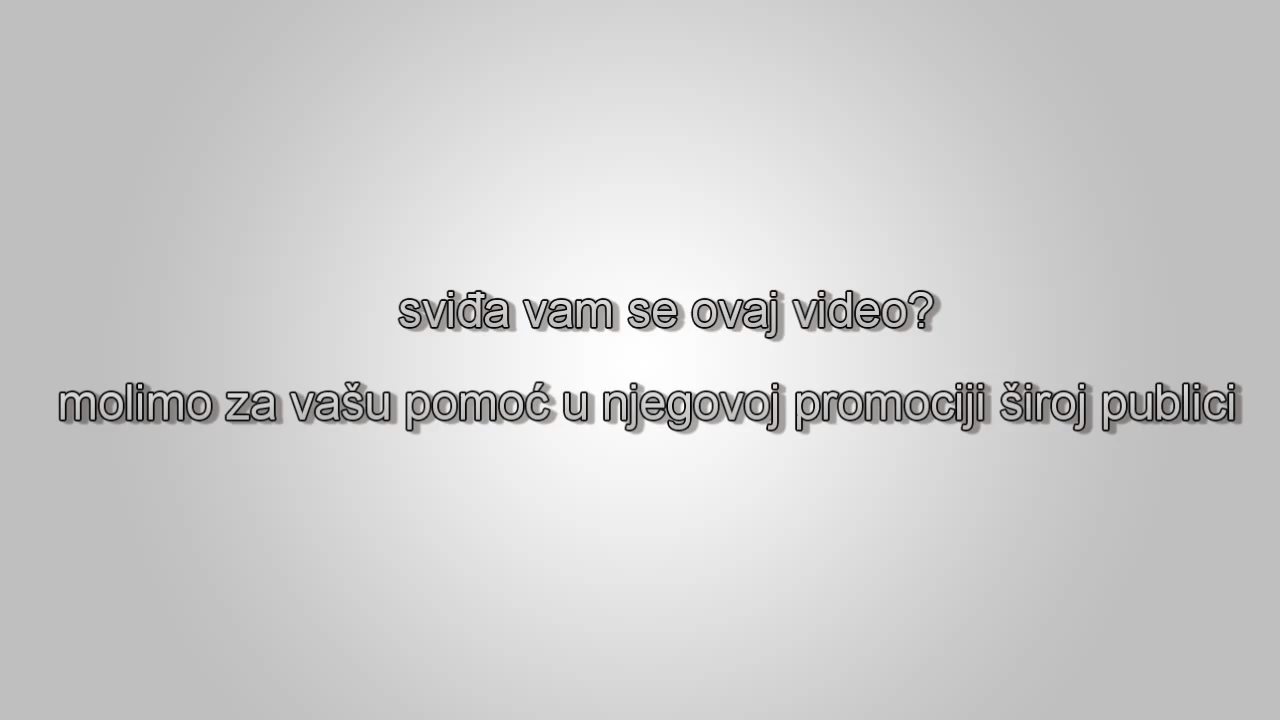 sviđa vam se ovaj video?
molimo za vašu pomoć u njegovoj promociji široj publici